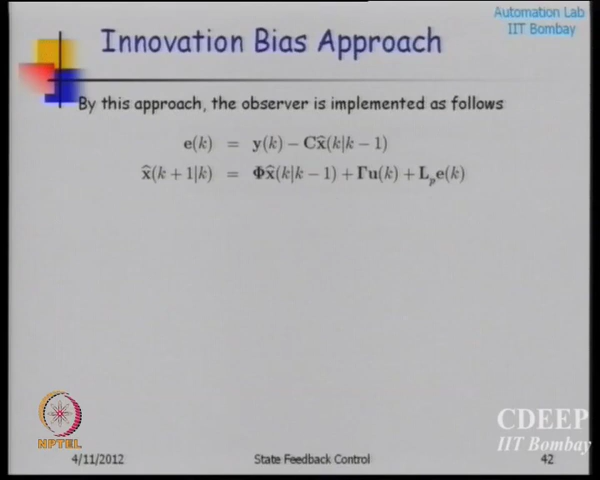 Automation Lab
IIT Bombay
Innovation Bias Approach
By this approach, the observer is implemented as follows
e(k) = y(k) − Cx̂(k|k − 1)
x̂(k + 1|k) = Φx̂(k|k − 1) + Γu(k) + L_p e(k)
NPTEL
CDEEP
IIT Bombay
4/11/2012
State Feedback Control
42